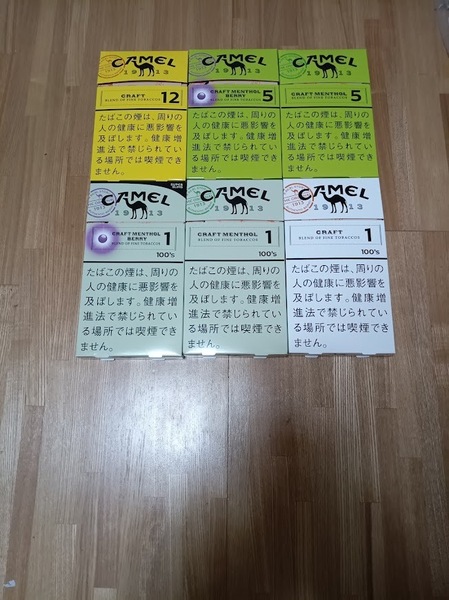 CAMEL
1913
CRAFT 12
BLEND OF FINE TOBACCOS
たばこの煙は、周りの
人の健康に悪影響を
及ぼします。健康増
進法で禁じられている
場所では喫煙でき
ません。
CAMEL
1913
CRAFT MENTHOL
BERRY 5
BLEND OF FINE TOBACCOS
たばこの煙は、周りの
人の健康に悪影響を
及ぼします。健康増
進法で禁じられている
場所では喫煙でき
ません。
CAMEL
1913
CRAFT MENTHOL 5
BLEND OF FINE TOBACCOS
たばこの煙は、周りの
人の健康に悪影響を
及ぼします。健康増
進法で禁じられている
場所では喫煙でき
ません。
CAMEL
1913
CRAFT MENTHOL
BERRY 1
BLEND OF FINE TOBACCOS
100's
たばこの煙は、周りの
人の健康に悪影響を
及ぼします。健康増
進法で禁じられてい
る場所では喫煙でき
ません。
CAMEL
1913
CRAFT MENTHOL 1
BLEND OF FINE TOBACCOS
100's
たばこの煙は、周りの
人の健康に悪影響を
及ぼします。健康増
進法で禁じられてい
る場所では喫煙でき
ません。
CAMEL
1913
CRAFT 1
BLEND OF FINE TOBACCOS
100's
たばこの煙は、周りの
人の健康に悪影響を
及ぼします。健康増
進法で禁じられてい
る場所では喫煙でき
ません。